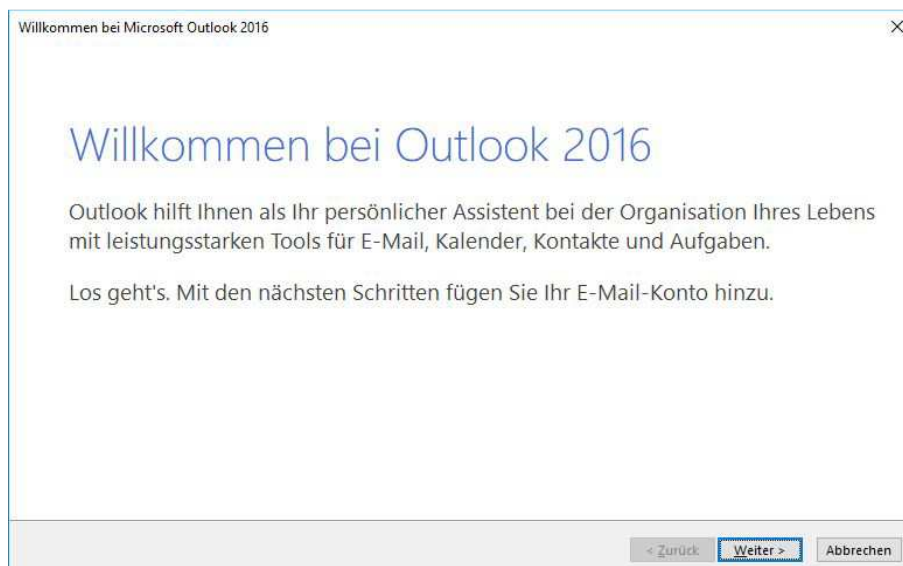 Willkommen bei Microsoft Outlook 2016
Willkommen bei Outlook 2016
Outlook hilft Ihnen als Ihr persönlicher Assistent bei der Organisation Ihres Lebens
mit leistungsstarken Tools für E-Mail, Kalender, Kontakte und Aufgaben.
Los geht's. Mit den nächsten Schritten fügen Sie Ihr E-Mail-Konto hinzu.
< Zurück Weiter > Abbrechen